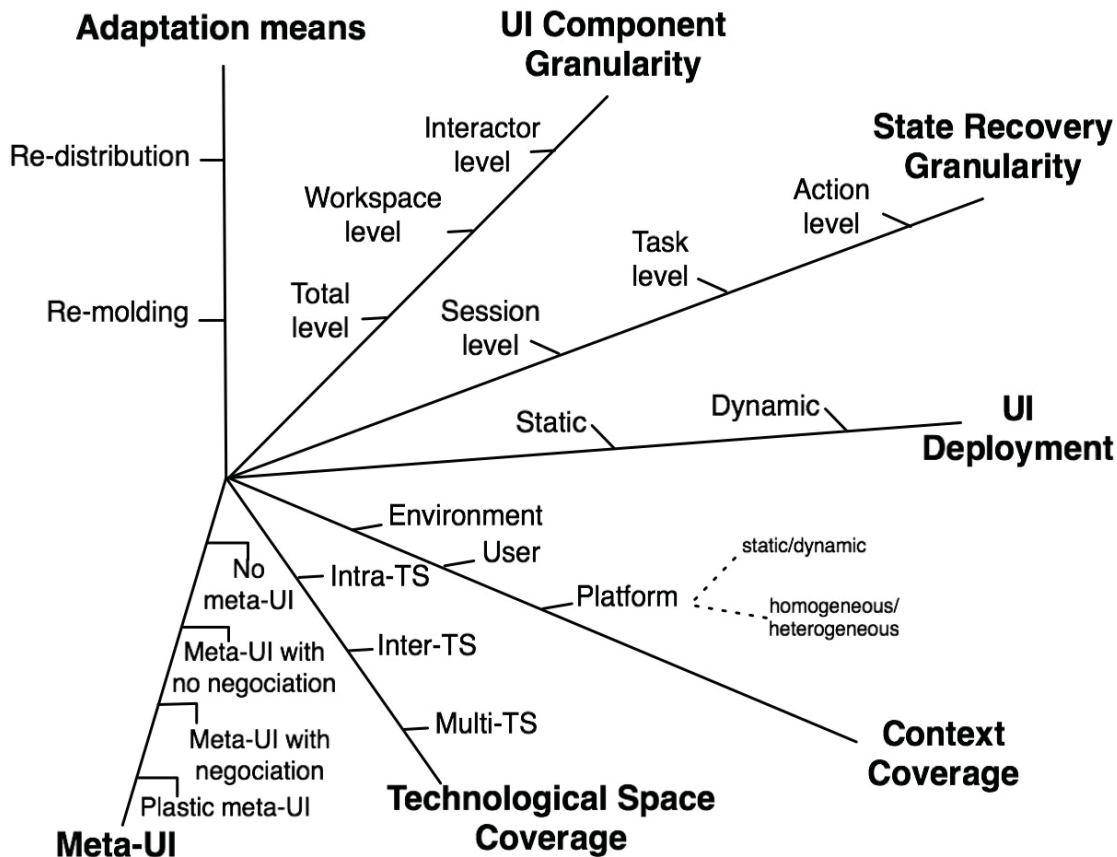 Adaptation means
UI Component
Granularity
State Recovery
Granularity
Re-distribution
Re-molding
Interactor
level
Workspace
level
Total
level
Action
level
Task
level
Session
level
Static
Dynamic
UI
Deployment
Environment
User
Platform
static/dynamic
homogeneous/
heterogeneous
Context
Coverage
Intra-TS
Inter-TS
Multi-TS
Technological Space
Coverage
No
meta-UI
Meta-UI with
no negociation
Meta-UI with
negociation
Plastic meta-UI
Meta-UI